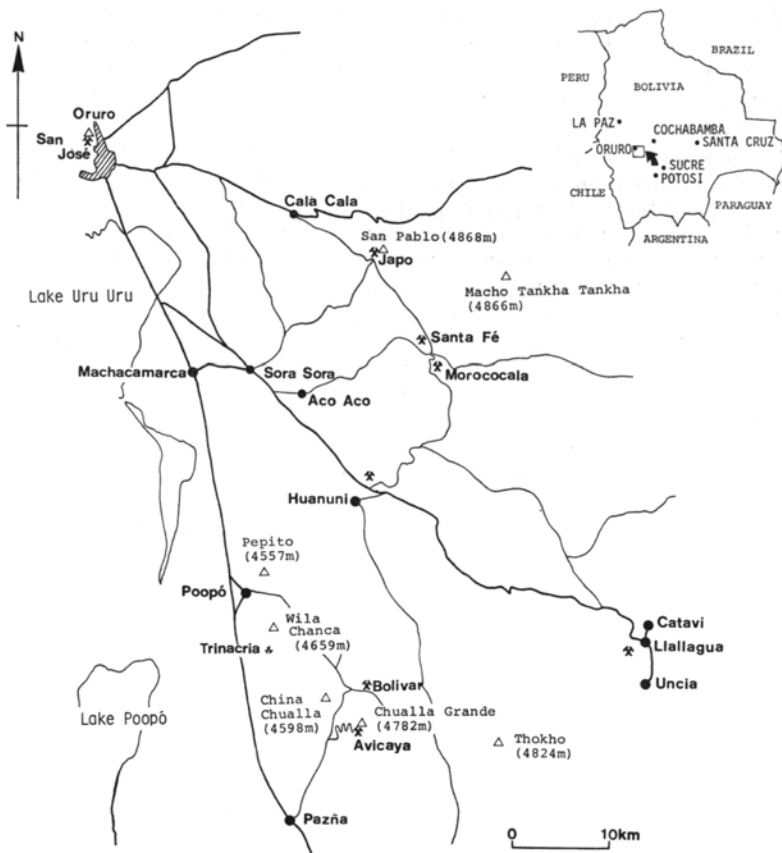 N
Oruro
San
José
Cala Cala
San Pablo(4868m)
Japo
Macho Tankha Tankha
(4866m)
Lake Uru Uru
Santa Fé
Machacamarca
Sora Sora
Morococala
Aco Aco
Huanuni
Pepito
(4557m)
Poopó
Wila
Chanca
(4659m)
Trinacria
Catavi
Llallagua
Uncia
Bolivar
Lake Poopó
China
Chualla
(4598m)
Chualla Grande
(4782m)
Avicaya
Thokho
(4824m)
Pazña
0 10km
BRAZIL
PERU
BOLIVIA
LA PAZ
COCHABAMBA
SANTA CRUZ
ORURO
SUCRE
POTOSI
CHILE
PARAGUAY
ARGENTINA